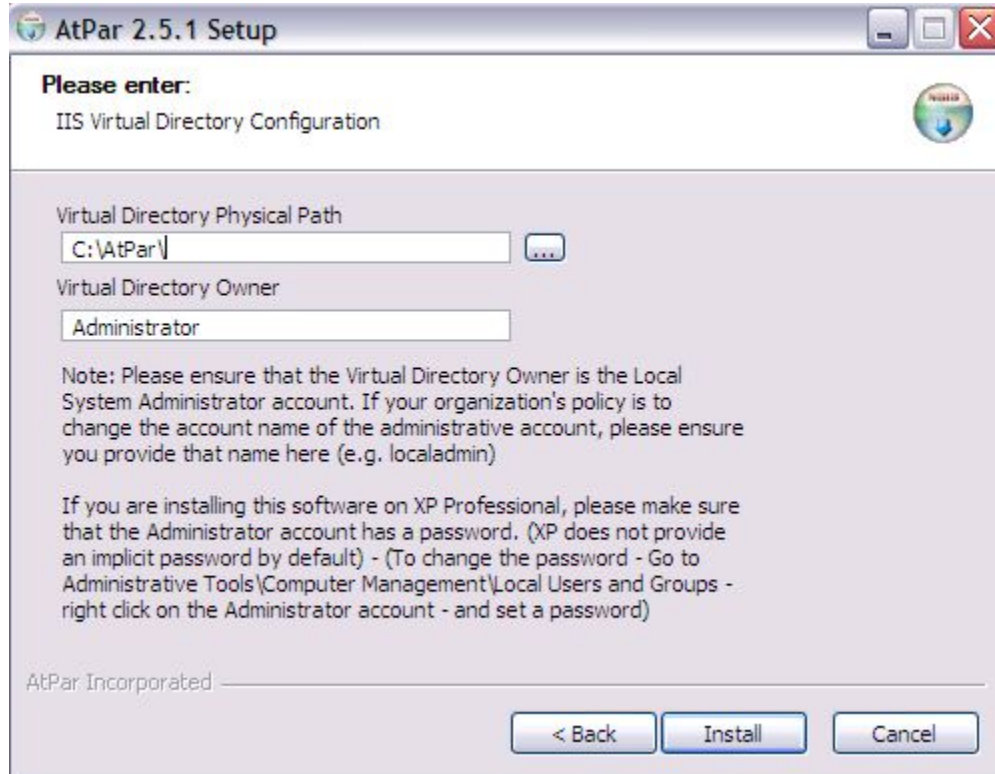 AtPar 2.5.1 Setup
Please enter:
IIS Virtual Directory Configuration
Virtual Directory Physical Path
C:\AtPar\
...
Virtual Directory Owner
Administrator
Note: Please ensure that the Virtual Directory Owner is the Local
System Administrator account. If your organization's policy is to
change the account name of the administrative account, please ensure
you provide that name here (e.g. localadmin)
If you are installing this software on XP Professional, please make sure
that the Administrator account has a password. (XP does not provide
an implicit password by default) - (To change the password - Go to
Administrative Tools\Computer Management\Local Users and Groups -
right click on the Administrator account - and set a password)
AtPar Incorporated
< Back Install Cancel